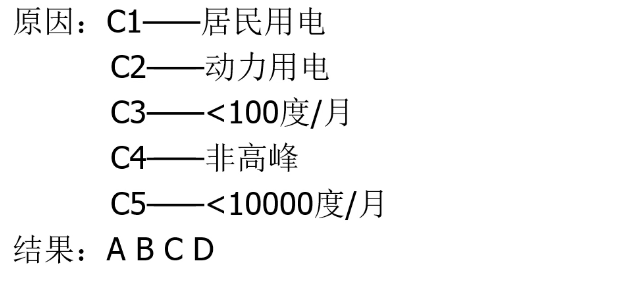 原因：C1——居民用电
C2——动力用电
C3——<100度/月
C4——非高峰
C5——<10000度/月
结果：A B C D